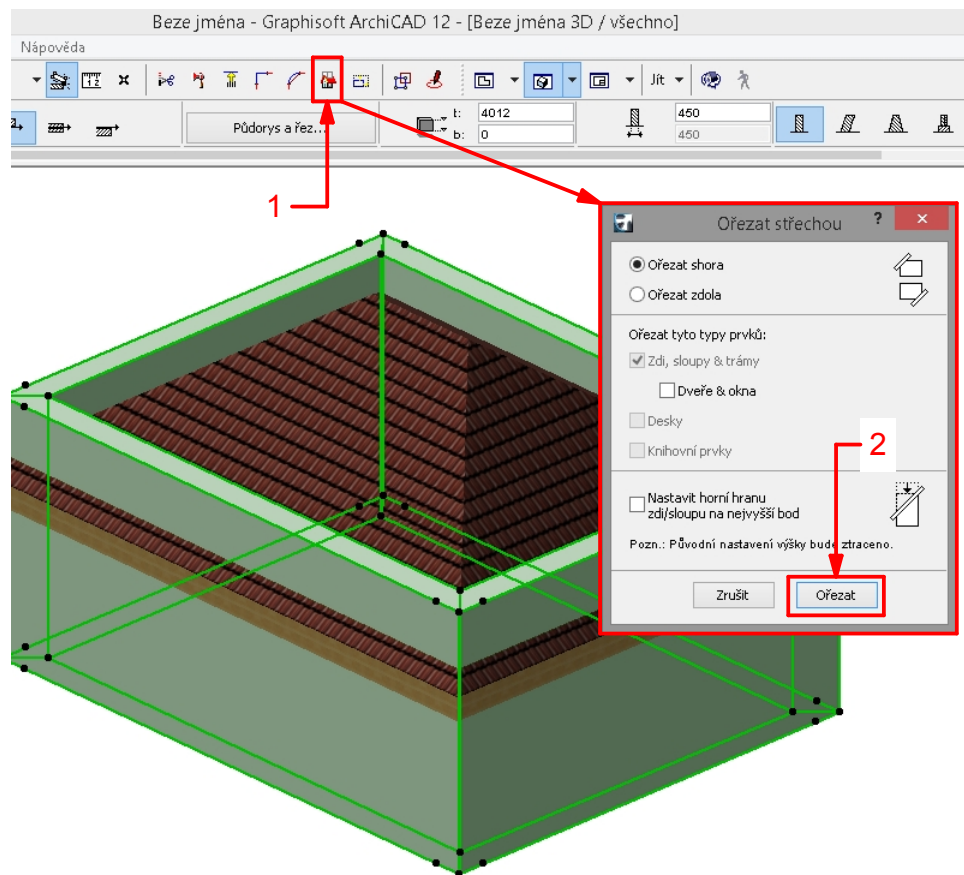 Beze jména - Graphisoft ArchiCAD 12 - [Beze jména 3D / všechno]
Nápověda
Jít
Půdorys a řez...
t: 4012
b: 0
450
450
1
Ořezat střechou ?
Ořezat shora
Ořezat zdola
Ořezat tyto typy prvků:
Zdi, sloupy & trámy
Dveře & okna
Desky
Knihovní prvky
2
Nastavit horní hranu
zdi/sloupu na nejvyšší bod
Pozn.: Původní nastavení výšky bude ztraceno.
Zrušit
Ořezat